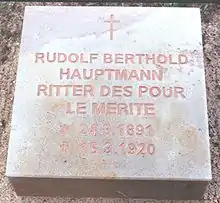 RUDOLF BERTHOLD
HAUPTMANN
RITTER DES POUR
LE MERITE
* 24.3.1891
† 15.3.1920